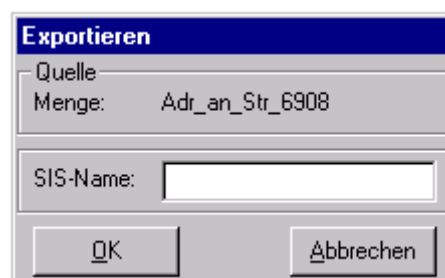 Exportieren
Quelle
Menge: Adr_an_Str_6908
SIS-Name:
OK Abbrechen